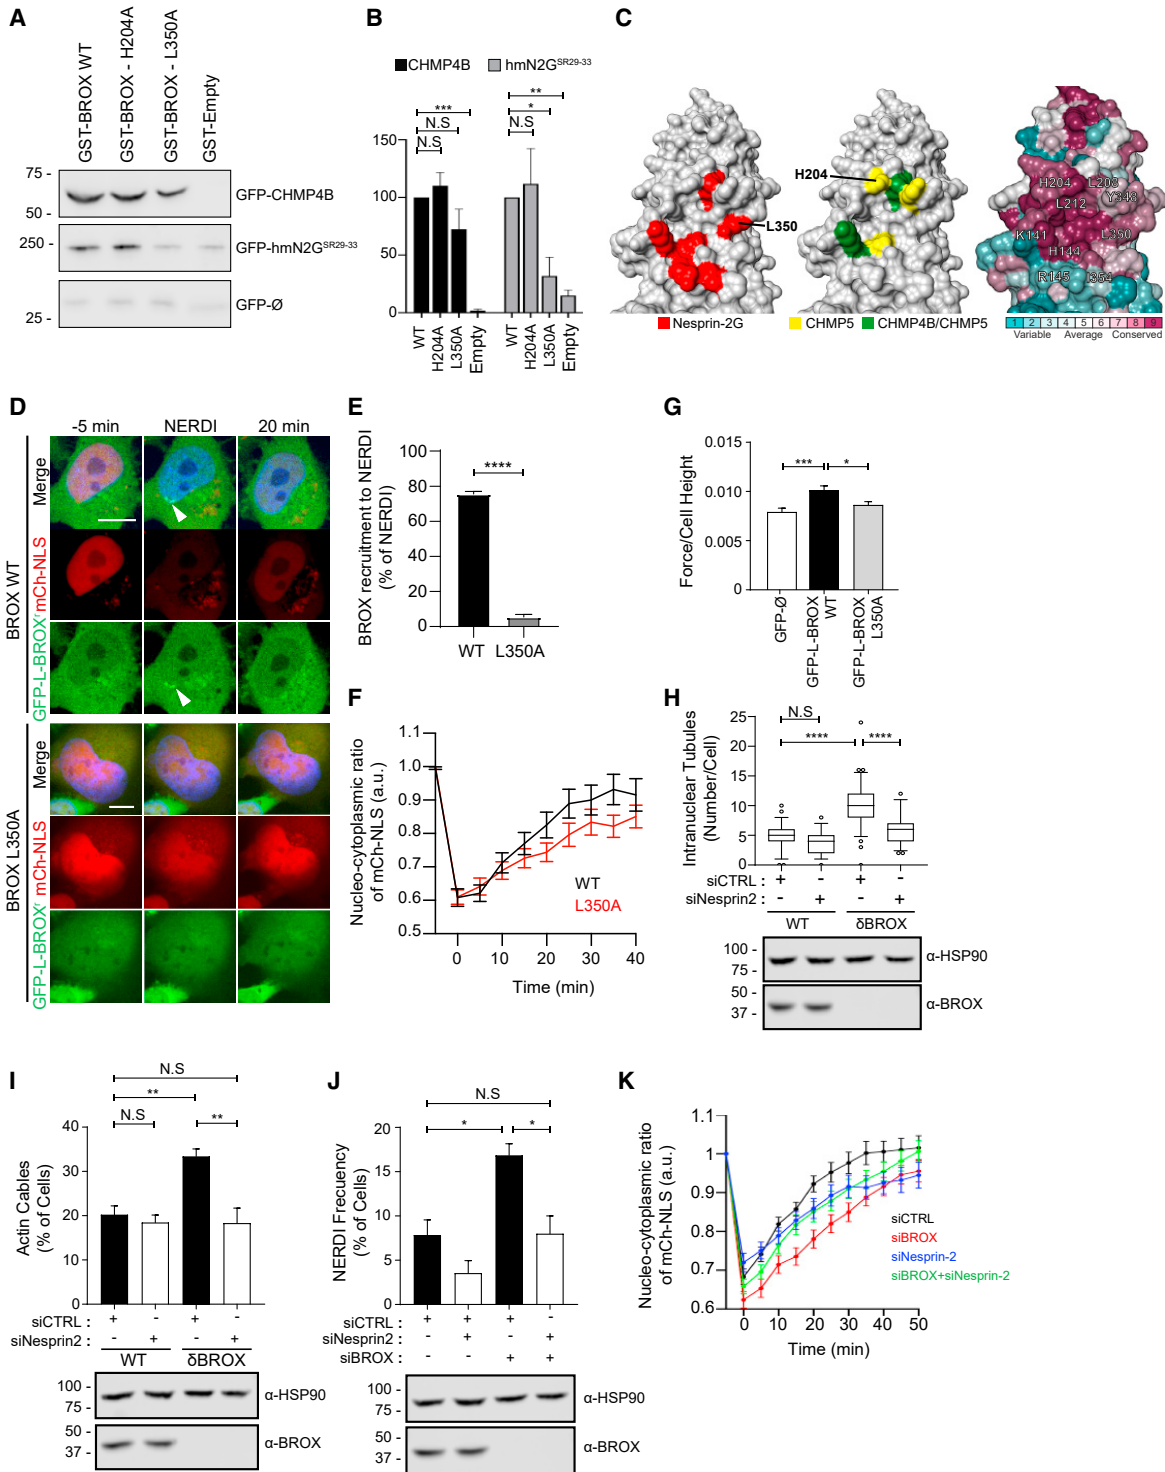 A
GST-BROX WT
GST-BROX - H204A
GST-BROX - L350A
GST-Empty
75 -
50 -
GFP-CHMP4B
250 -
GFP-hmN2G^SR29-33
25 -
GFP-Ø
B
CHMP4B hmN2G^SR29-33
*** **
N.S *
N.S N.S
150
100
50
0
WT H204A L350A Empty WT H204A L350A Empty
C
H204
L350
H204 L208
L212 Y348
K141 L350
H144
R145 I354
Nesprin-2G CHMP5 CHMP4B/CHMP5
1 2 3 4 5 6 7 8 9
Variable Average Conserved
D
-5 min NERDI 20 min
BROX WT
Merge
mCh-NLS
GFP-L-BROX^r
BROX L350A
Merge
mCh-NLS
GFP-L-BROX^r
E
BROX recruitment to NERDI
(% of NERDI)
100
80
60
40
20
0
****
WT L350A
F
Nucleo-cytoplasmic ratio
of mCh-NLS (a.u.)
1.1
1.0
0.9
0.8
0.7
0.6
0.5
WT
L350A
0 10 20 30 40
Time (min)
G
Force/Cell Height
0.015
0.010
0.005
0
*** *
GFP-Ø
GFP-L-BROX WT
GFP-L-BROX L350A
H
Intranuclear Tubules
(Number/Cell)
N.S
**** ****
25
20
15
10
5
0
siCTRL : + - + -
siNesprin2 : - + - +
WT δBROX
100 -
75 -
α-HSP90
50 -
37 -
α-BROX
I
Actin Cables
(% of Cells)
N.S
**
N.S **
40
30
20
10
0
siCTRL : + - + -
siNesprin2 : - + - +
WT δBROX
100 -
75 -
α-HSP90
50 -
37 -
α-BROX
J
NERDI Frecuency
(% of Cells)
N.S
* *
20
15
10
5
0
siCTRL : + + + -
siNesprin2 : - + - +
siBROX : - - + +
100 -
75 -
α-HSP90
50 -
37 -
α-BROX
K
Nucleo-cytoplasmic ratio
of mCh-NLS (a.u.)
1.1
1
0.9
0.8
0.7
0.6
siCTRL
siBROX
siNesprin-2
siBROX+siNesprin-2
0 10 20 30 40 50
Time (min)